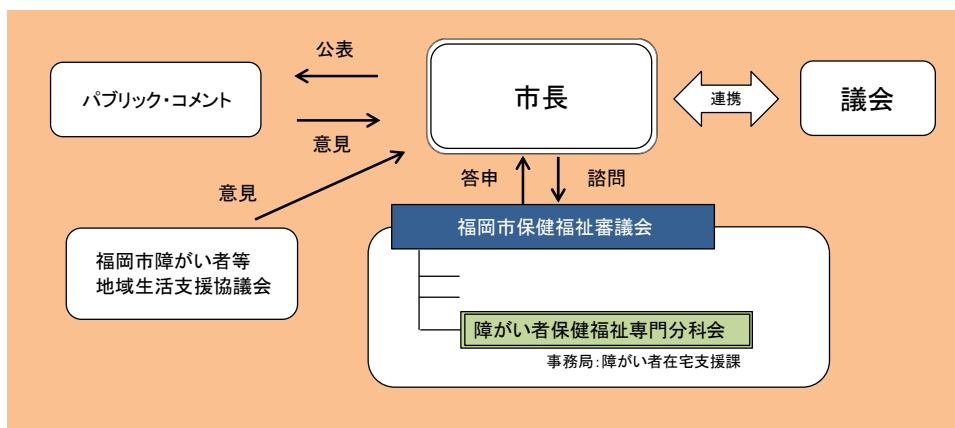 公表
パブリック・コメント
市長
連携
議会
意見
答申
諮問
意見
福岡市保健福祉審議会
福岡市障がい者等
地域生活支援協議会
障がい者保健福祉専門分科会
事務局:障がい者在宅支援課